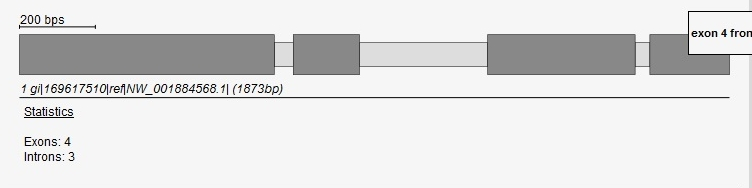 200 bps
exon 4 fron
1 gi|169617510|ref|NW_001884568.1| (1873bp)
Statistics
Exons: 4
Introns: 3